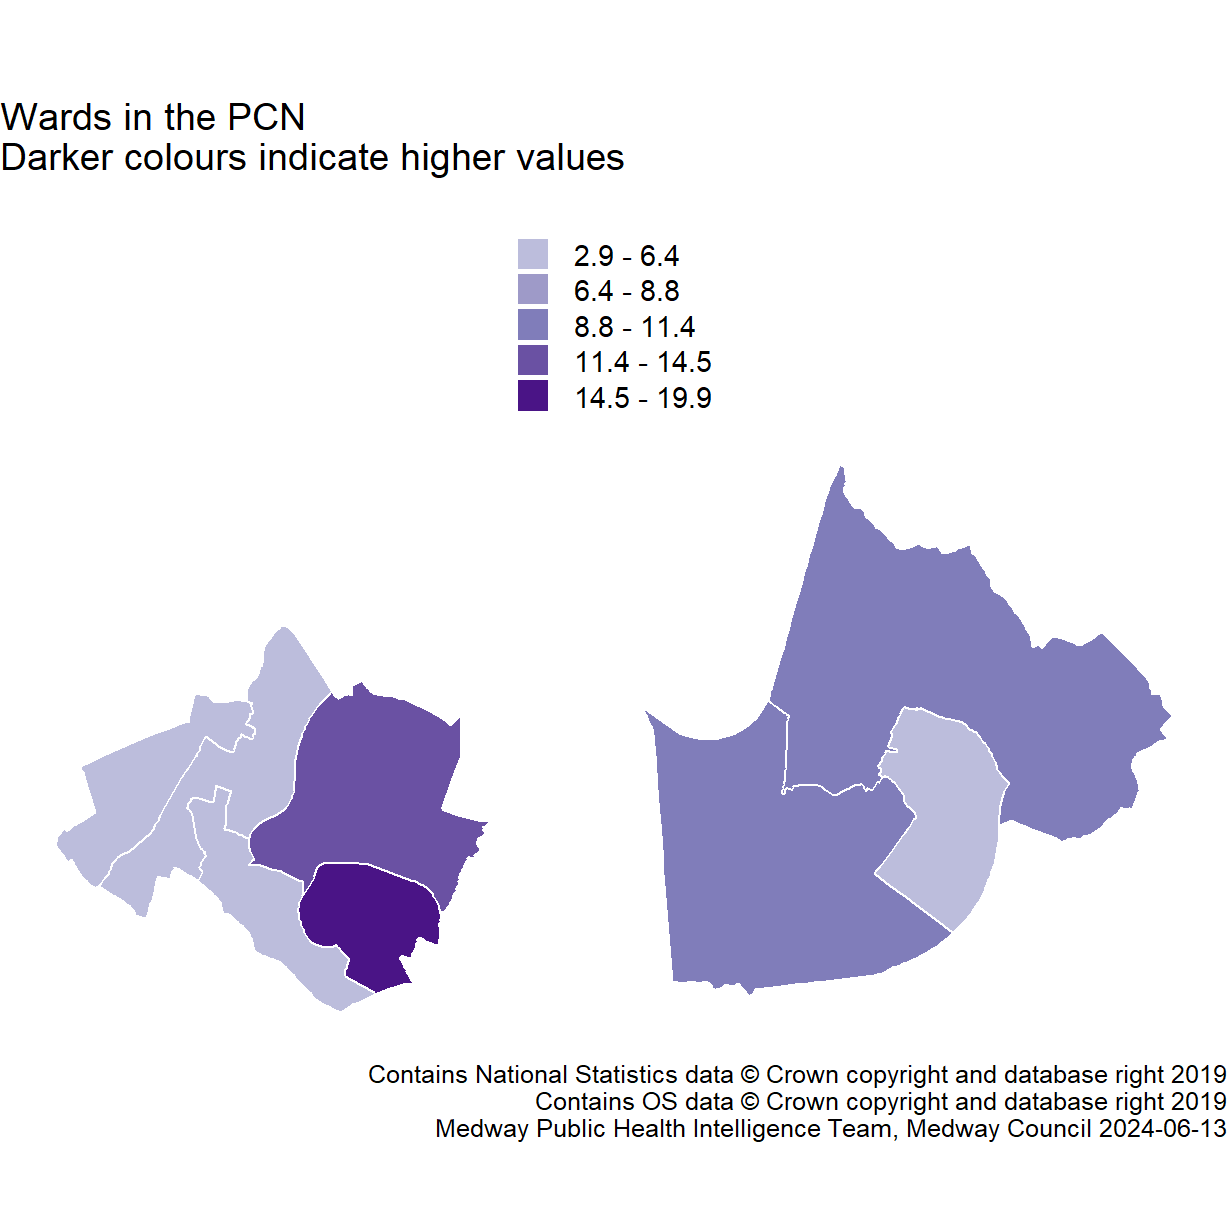 Wards in the PCN
Darker colours indicate higher values
2.9 - 6.4
6.4 - 8.8
8.8 - 11.4
11.4 - 14.5
14.5 - 19.9
Contains National Statistics data © Crown copyright and database right 2019
Contains OS data © Crown copyright and database right 2019
Medway Public Health Intelligence Team, Medway Council 2024-06-13